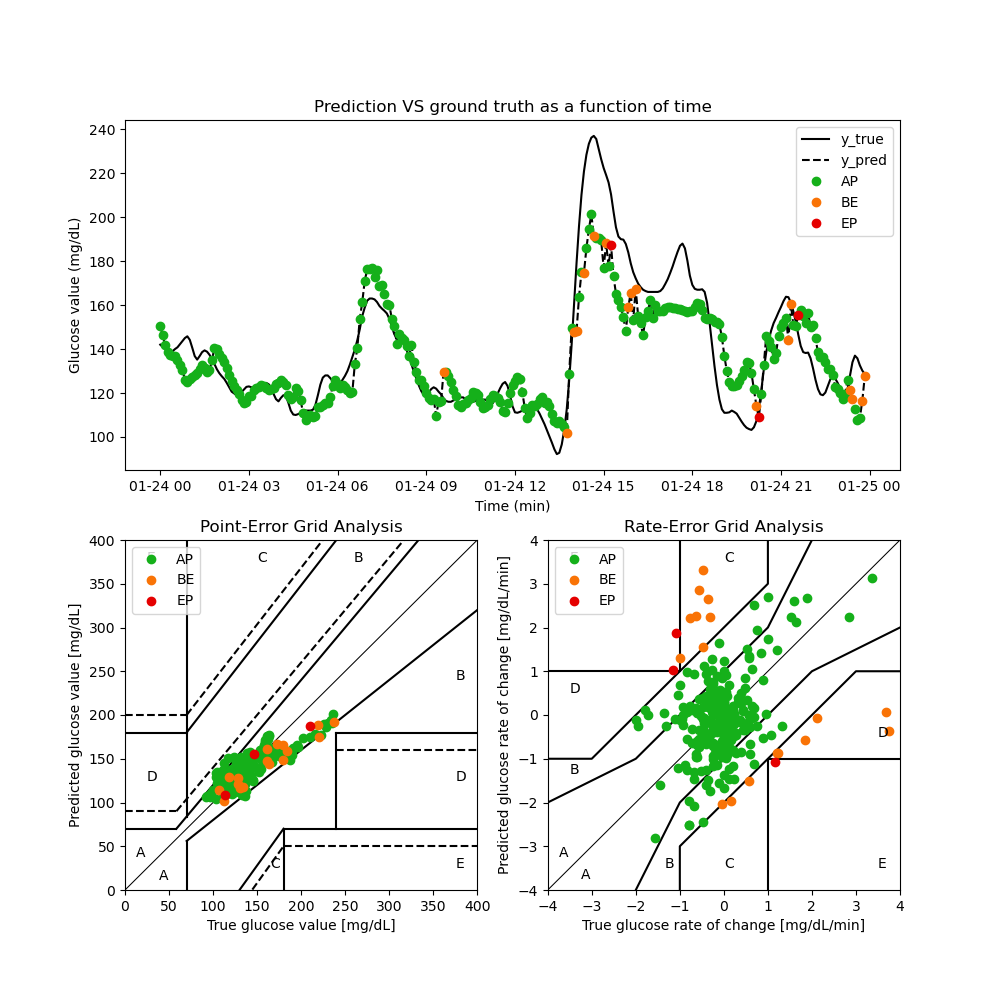 Prediction VS ground truth as a function of time
Glucose value (mg/dL)
240
220
200
180
160
140
120
100
y_true
y_pred
AP
BE
EP
01-24 00 01-24 03 01-24 06 01-24 09 01-24 12 01-24 15 01-24 18 01-24 21 01-25 00
Time (min)
Point-Error Grid Analysis
Predicted glucose value [mg/dL]
400
350
300
250
200
150
100
50
0
AP
BE
EP
C
B
B
D
D
A
A
C
E
0 50 100 150 200 250 300 350 400
True glucose value [mg/dL]
Rate-Error Grid Analysis
Predicted glucose rate of change [mg/dL/min]
4
3
2
1
0
−1
−2
−3
−4
AP
BE
EP
C
D
D
B
A
A
B
C
E
−4 −3 −2 −1 0 1 2 3 4
True glucose rate of change [mg/dL/min]